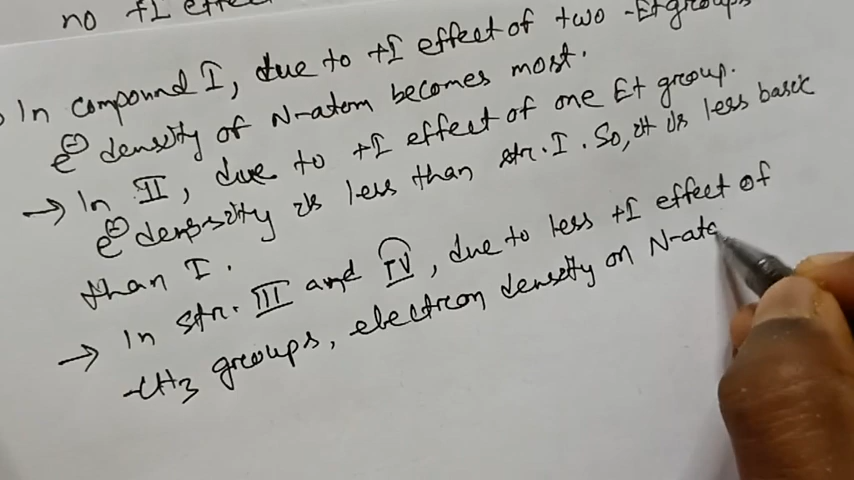 no +I effect
In compound I, due to +I effect of two -Et groups
e⊖ density of N-atom becomes most.
→ In II, due to +I effect of one Et group.
e⊖ density is less than str. I. So, it is less basic
than I.
→ In str. III and IV, due to less +I effect of
-CH3 groups, electron density on N-ato